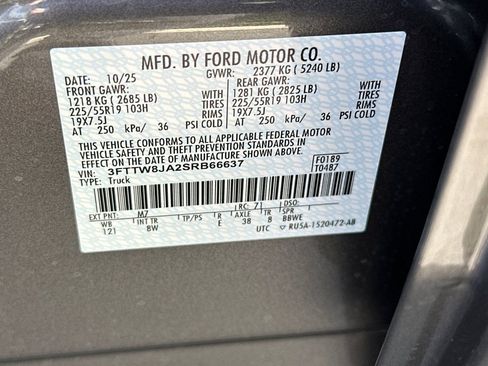 MFD. BY FORD MOTOR CO.
DATE: 10/25 GVWR: 2377 KG ( 5240 LB)
FRONT GAWR: REAR GAWR:
1218 KG ( 2685 LB) WITH 1281 KG ( 2825 LB) WITH
225/55R19 103H TIRES 225/55R19 103H TIRES
19X7.5J RIMS 19X7.5J RIMS
AT 250 kPa/ 36 PSI COLD AT 250 kPa/ 36 PSI COLD
THIS VEHICLE CONFORMS TO ALL APPLICABLE FEDERAL MOTOR
VEHICLE SAFETY AND THEFT PREVENTION STANDARDS IN EFFECT ON
THE DATE OF MANUFACTURE SHOWN ABOVE.
VIN: 3FTTW8JA2SRB66637 F0189
TYPE: Truck T0487
EXT PNT: M7 RC: 7 DSO:
WB INT TR TP/PS R AXLE TR SPR
121 BW E 38 8 BBWE
UTC RU5A-1520472-AB